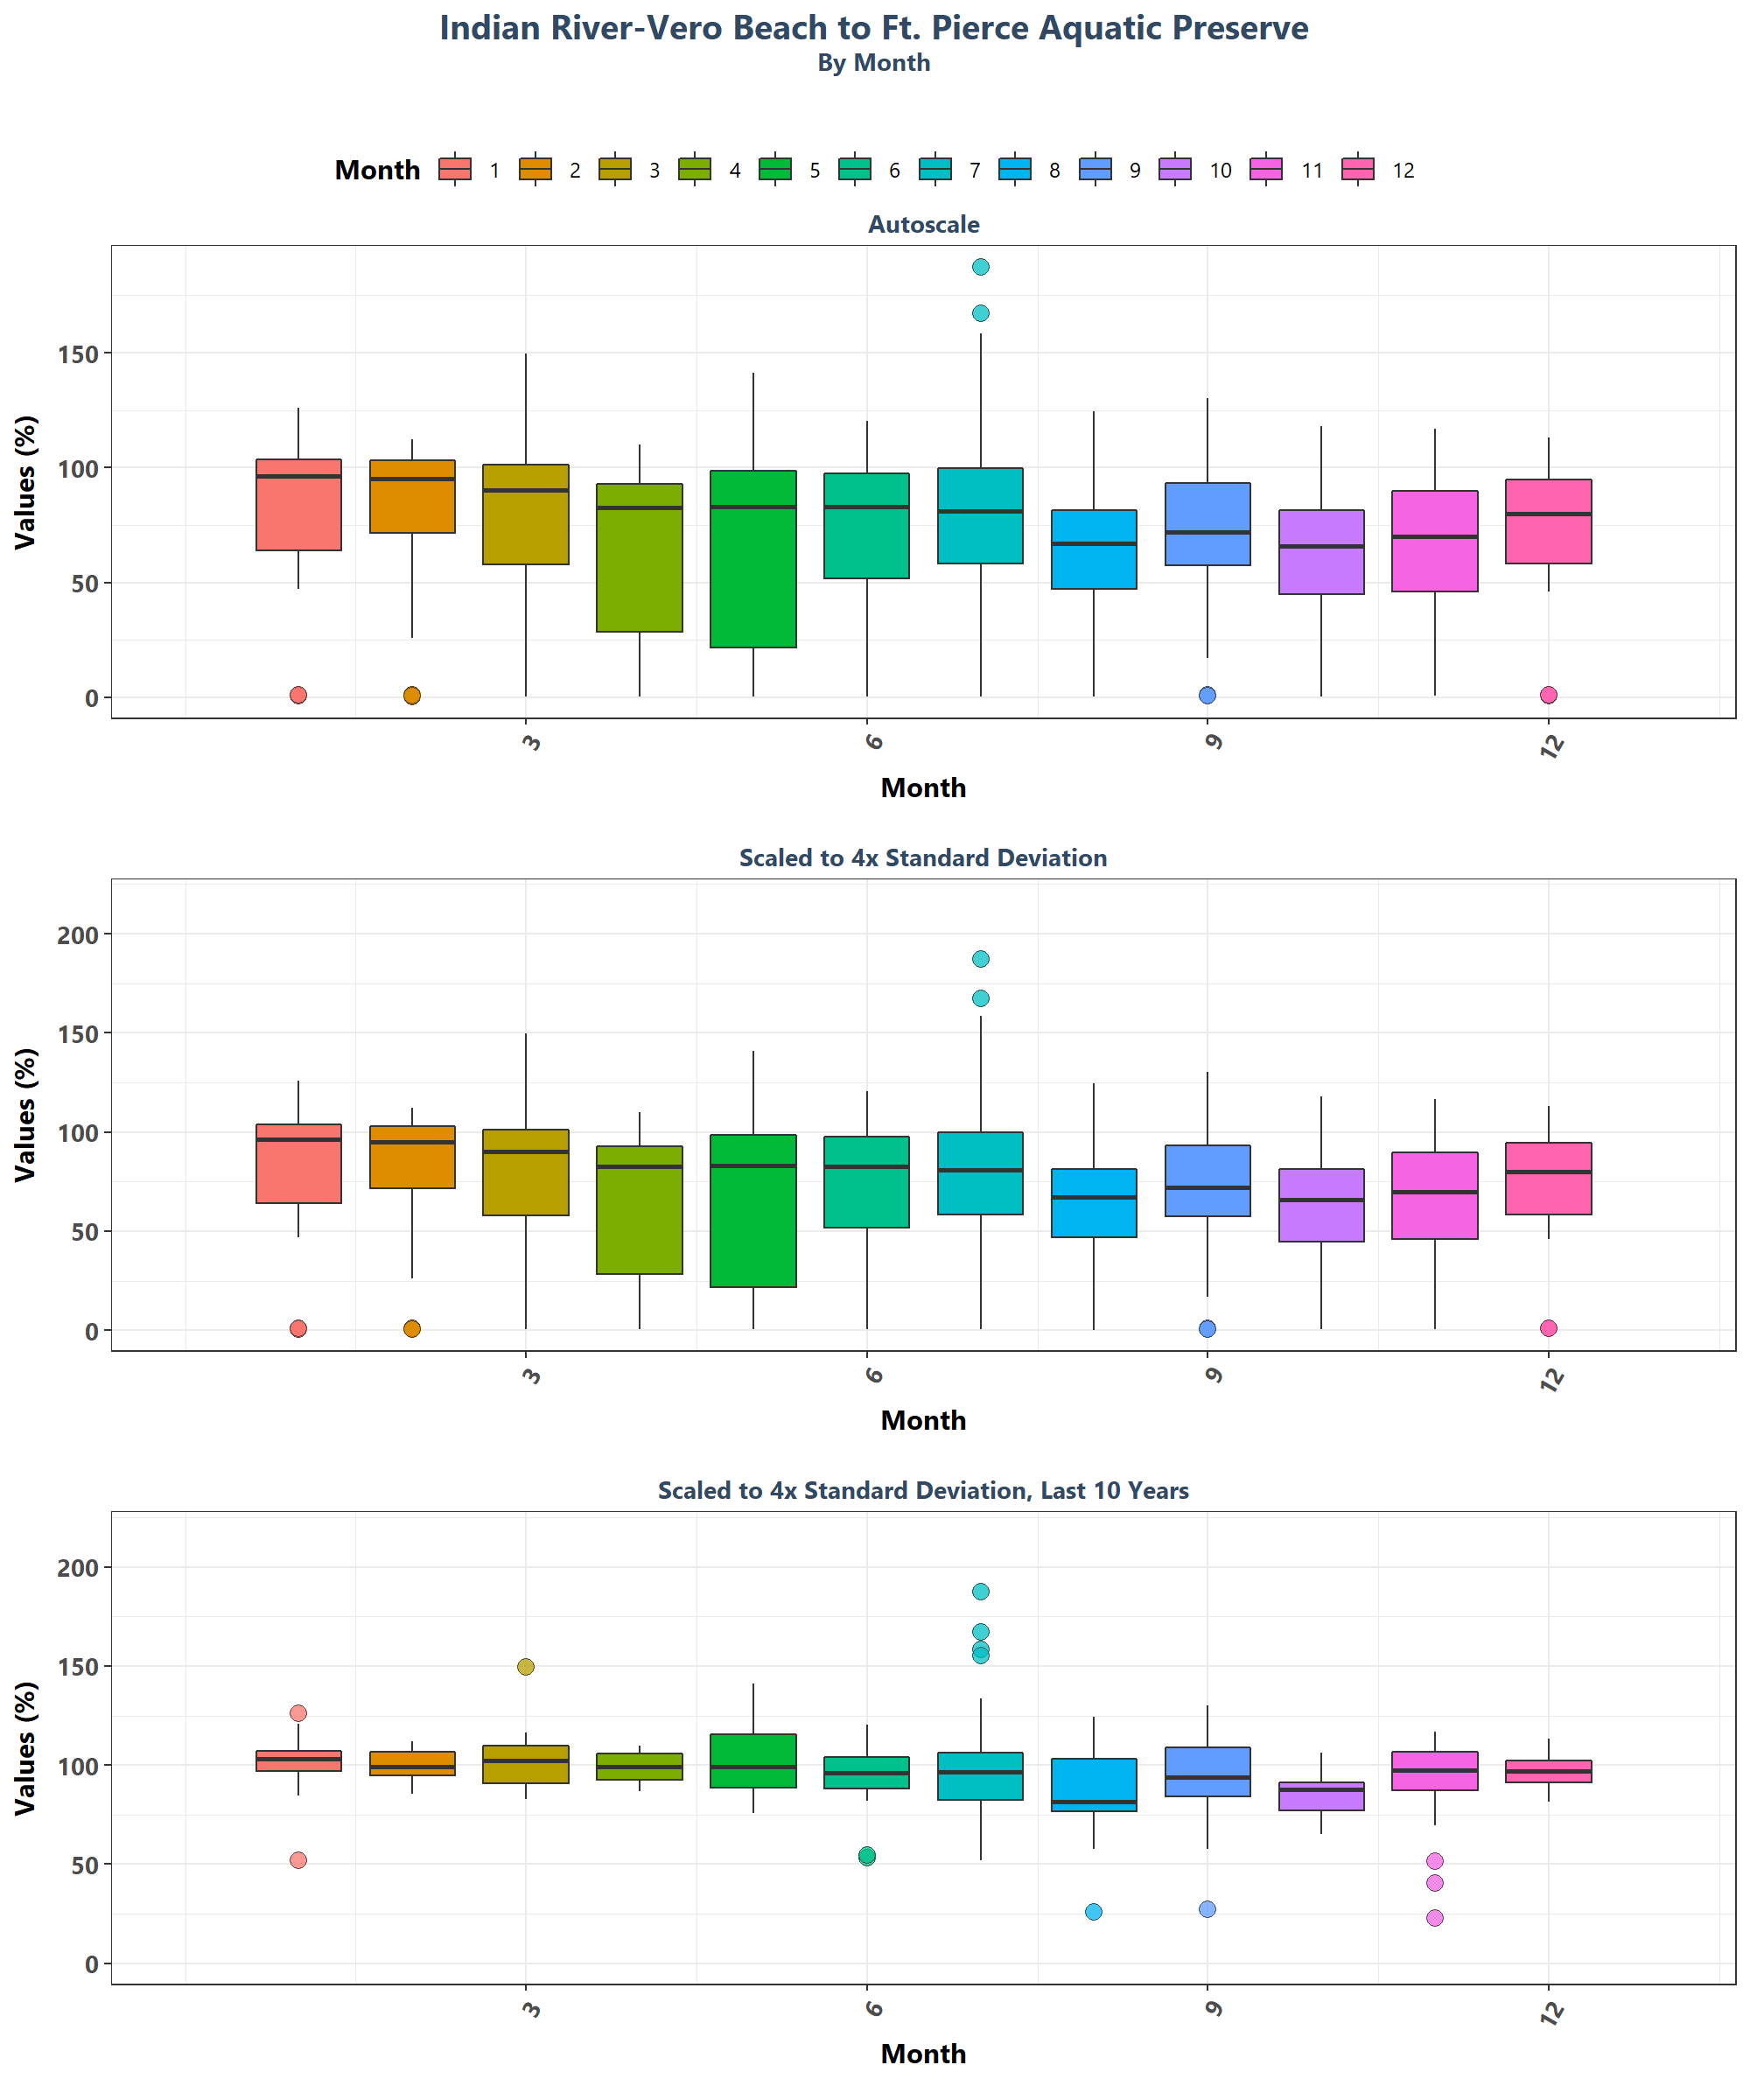 Indian River-Vero Beach to Ft. Pierce Aquatic Preserve
By Month
Month 1 2 3 4 5 6 7 8 9 10 11 12
Autoscale
Values (%)
150
100
50
0
3 6 9 12
Month
Scaled to 4x Standard Deviation
Values (%)
200
150
100
50
0
3 6 9 12
Month
Scaled to 4x Standard Deviation, Last 10 Years
Values (%)
200
150
100
50
0
3 6 9 12
Month